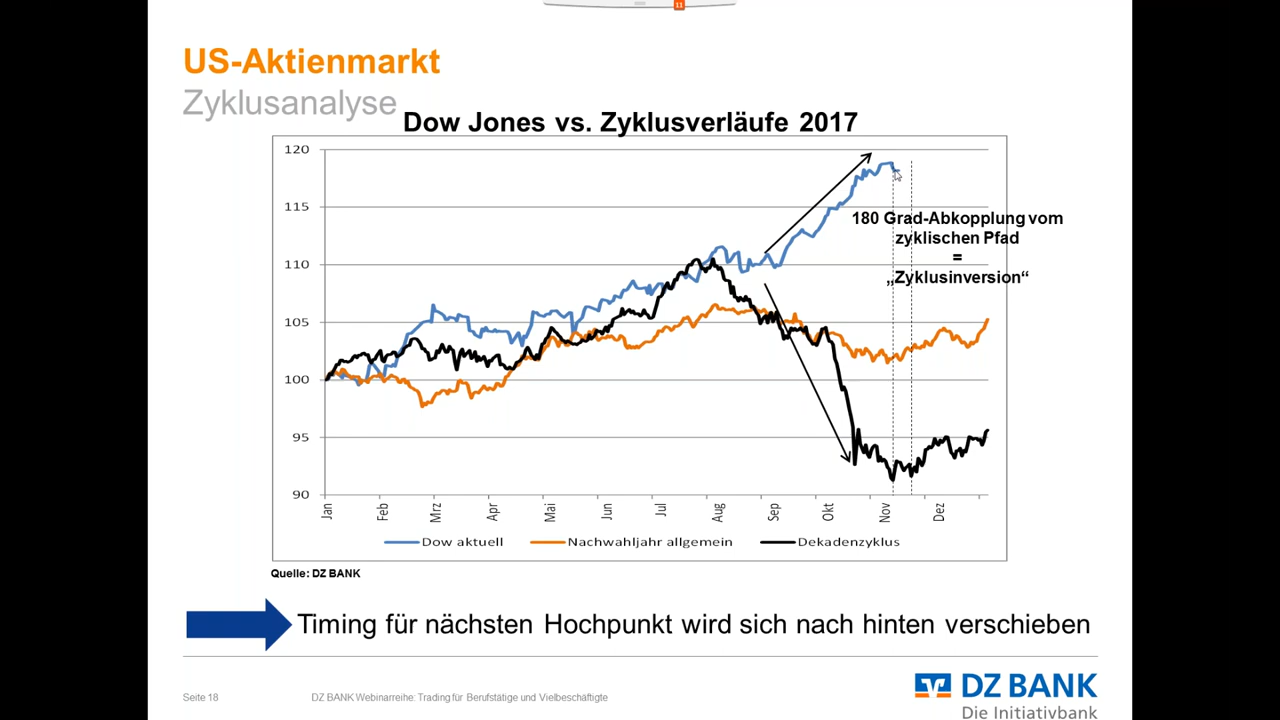 11
US-Aktienmarkt
Zyklusanalyse
Dow Jones vs. Zyklusverläufe 2017
120
115
110
105
100
95
90
180 Grad-Abkopplung vom
zyklischen Pfad
=
„Zyklusinversion“
Jan
Feb
Mrz
Apr
Mai
Jun
Jul
Aug
Sep
Okt
Nov
Dez
Dow aktuell
Nachwahljahr allgemein
Dekadenzyklus
Quelle: DZ BANK
Timing für nächsten Hochpunkt wird sich nach hinten verschieben
Seite 18
DZ BANK Webinarreihe: Trading für Berufstätige und Vielbeschäftigte
DZ BANK
Die Initiativbank